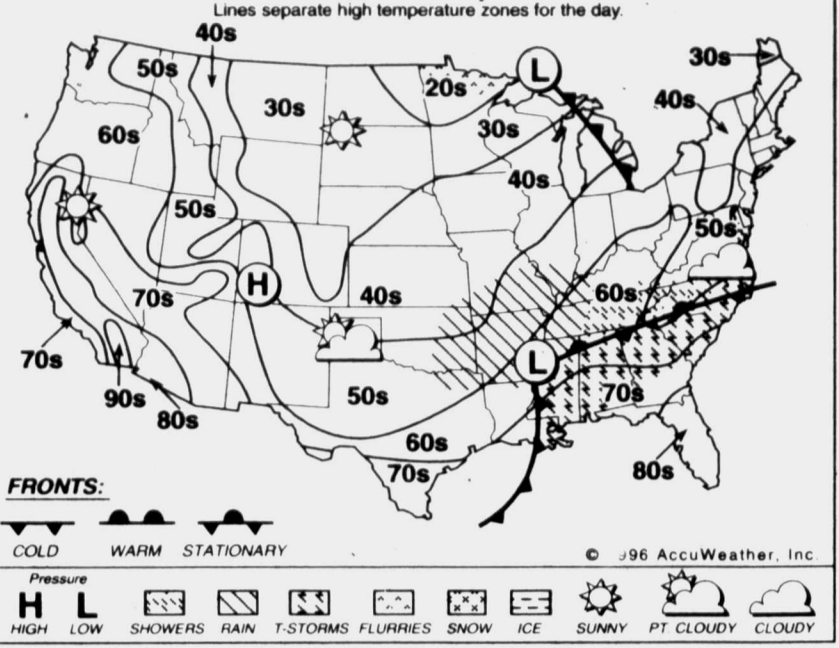 Lines separate high temperature zones for the day.
40s
30s
50s
20s
L
40s
30s
30s
60s
40s
50s
50s
H
70s
40s
60s
70s
L
90s
80s
50s
70s
60s
70s
80s
FRONTS:
COLD WARM STATIONARY
© 96 AccuWeather, Inc.
Pressure
H L
HIGH LOW SHOWERS RAIN T-STORMS FLURRIES SNOW ICE SUNNY PT. CLOUDY CLOUDY